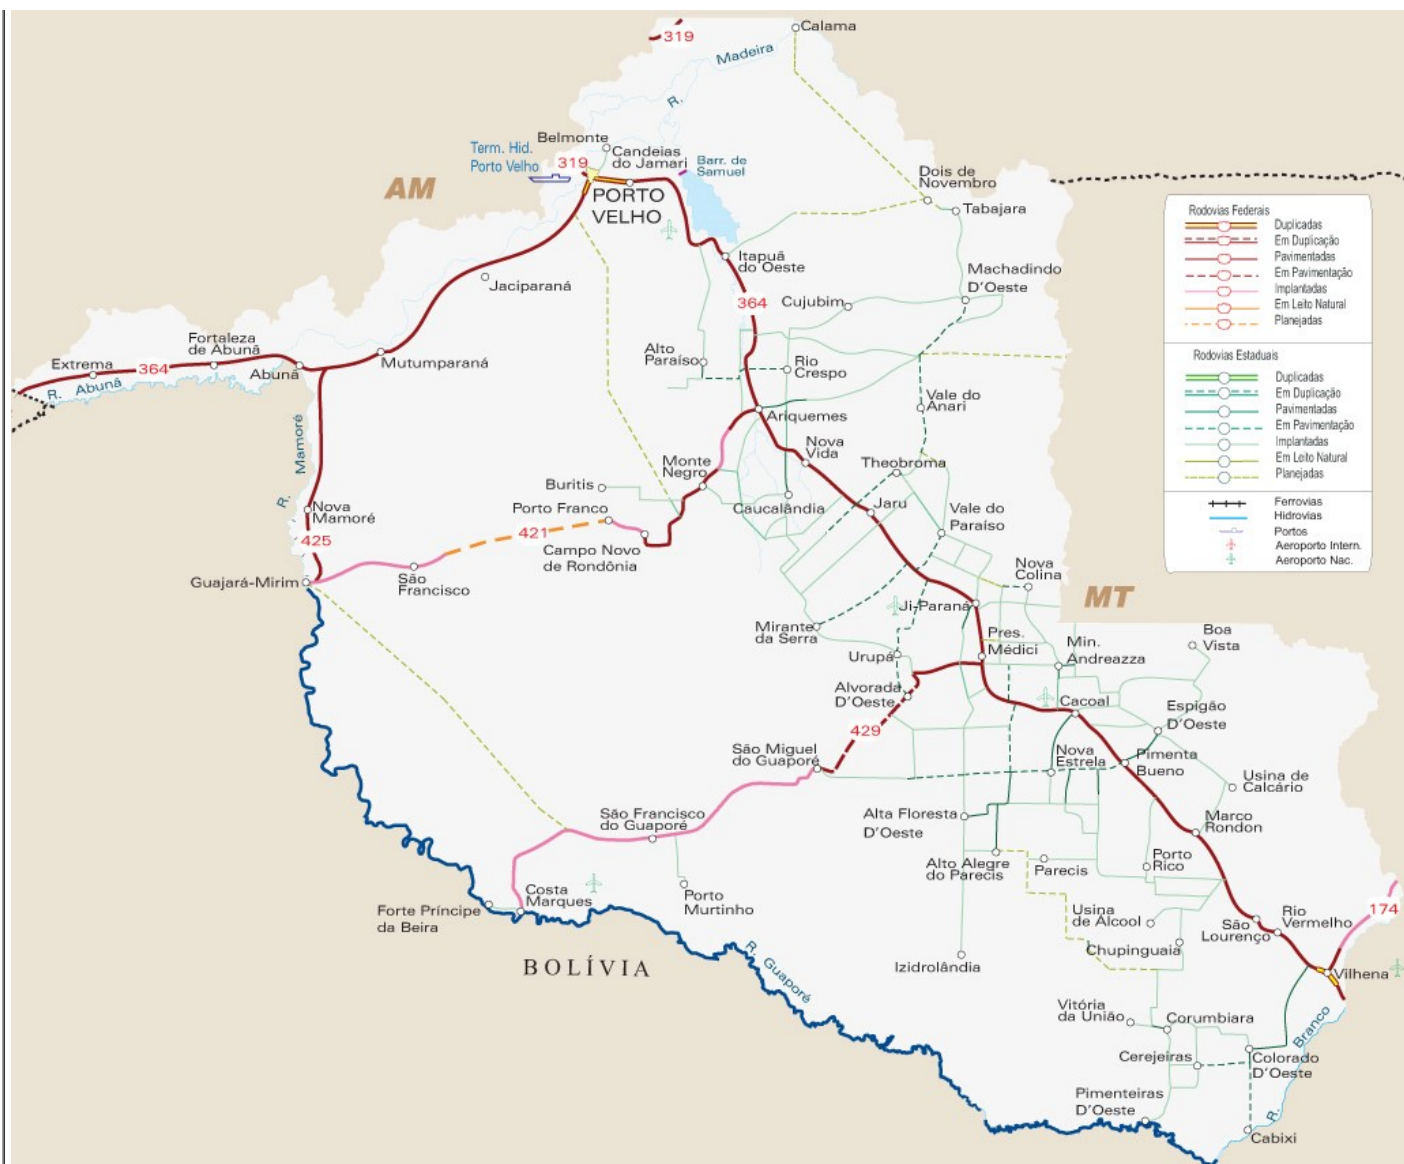 Calama
319
Madeira
R.
Belmonte
Term. Hid.
Porto Velho
319
Candeias
do Jamari
Barr. de
Samuel
AM
PORTO
VELHO
Dois de
Novembro
Tabajara
Itapuã
do Oeste
Machadindo
D'Oeste
Jaciparaná
364
Cujubim
Fortaleza
de Abunã
Extrema
364
Abunã
Mutumparaná
R. Abunã
Alto
Paraíso
Rio
Crespo
Vale do
Anari
Ariquemes
R. Mamoré
Nova
Vida
Monte
Negro
Theobroma
Buritis
Porto Franco
Caucalândia
Jaru
Vale do
Paraíso
Nova
Mamoré
425
421
Campo Novo
de Rondônia
Guajará-Mirim
São
Francisco
Nova
Colina
Ji-Paraná
MT
Mirante
da Serra
Pres.
Médici
Min.
Andreazza
Boa
Vista
Urupá
Alvorada
D'Oeste
Cacoal
Espigão
D'Oeste
429
São Miguel
do Guaporé
Nova
Estrela
Pimenta
Bueno
Usina de
Calcário
São Francisco
do Guaporé
Alta Floresta
D'Oeste
Marco
Rondon
Alto Alegre
do Parecis
Parecis
Porto
Rico
Costa
Marques
Porto
Murtinho
Forte Príncipe
da Beira
Usina
de Álcool
São
Lourenço
Rio
Vermelho
174
Chupinguaia
BOLÍVIA
R. Guaporé
Izidrolândia
Vilhena
Vitória
da União
Corumbiara
R. Branco
Cerejeiras
Colorado
D'Oeste
Pimenteiras
D'Oeste
Cabixi
Rodovias Federais
Duplicadas
Em Duplicação
Pavimentadas
Em Pavimentação
Implantadas
Em Leito Natural
Planejadas
Rodovias Estaduais
Duplicadas
Em Duplicação
Pavimentadas
Em Pavimentação
Implantadas
Em Leito Natural
Planejadas
Ferrovias
Hidrovias
Portos
Aeroporto Intern.
Aeroporto Nac.